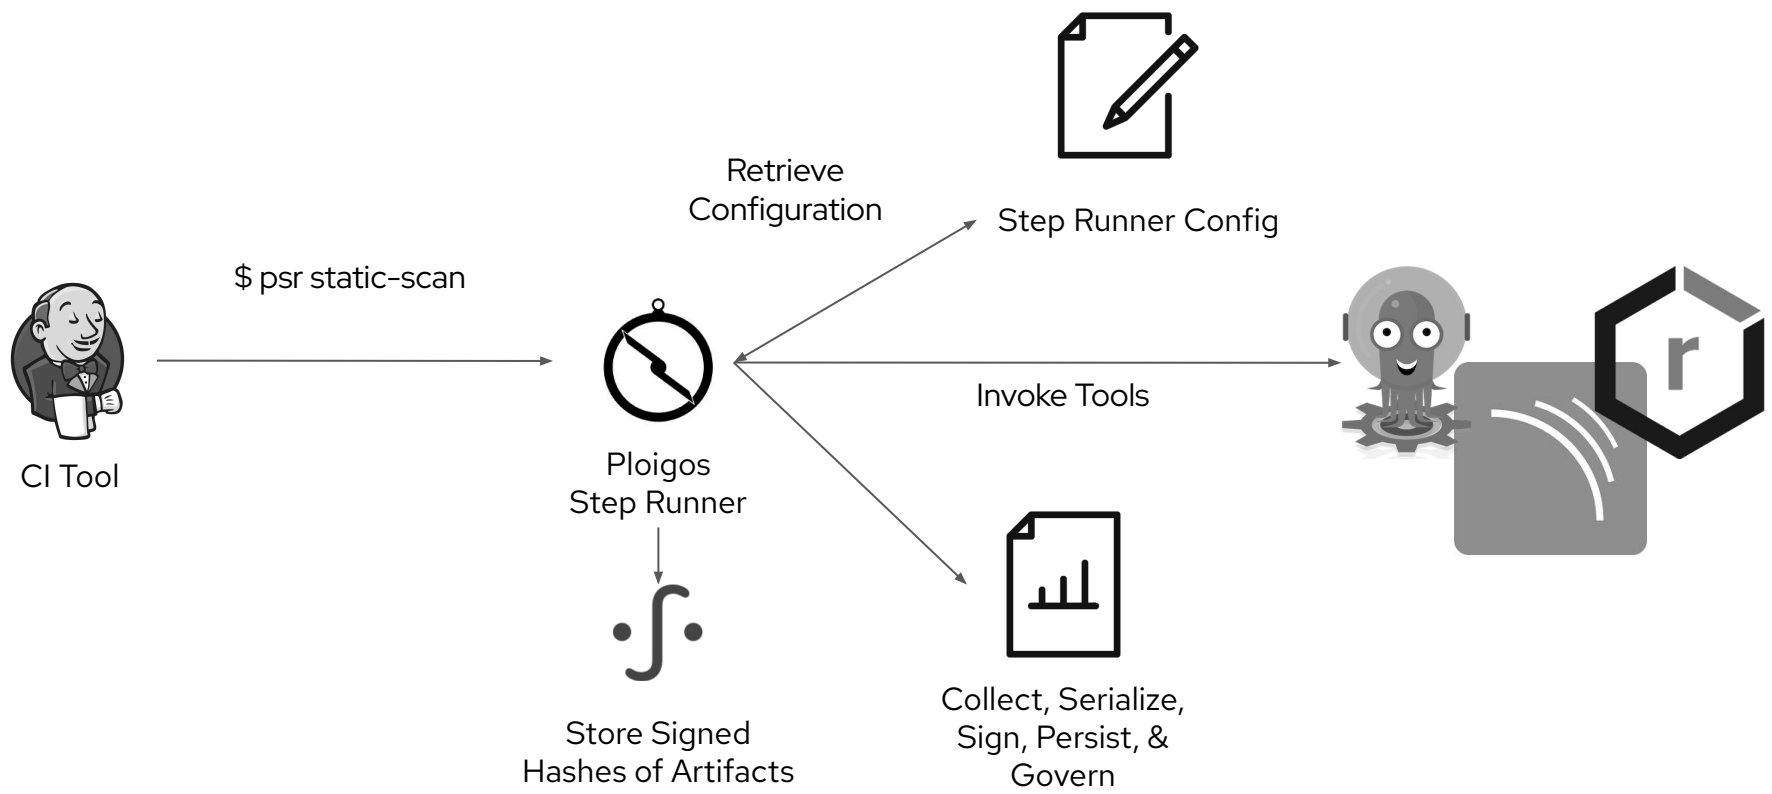 Retrieve
Configuration
Step Runner Config
$ psr static-scan
r
Invoke Tools
CI Tool
Ploigos
Step Runner
Collect, Serialize,
Sign, Persist, &
Govern
Store Signed
Hashes of Artifacts